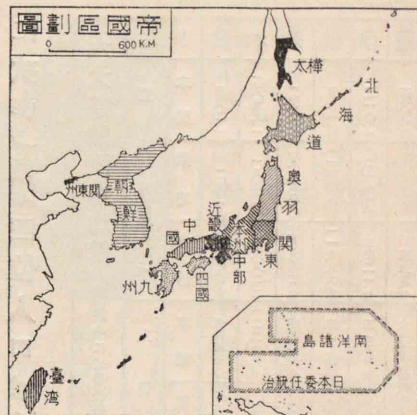 帝國區劃圖
0 600 K.M
樺太
北海道
奥羽
関東
中部
近畿
中國
四國
九州
朝鮮
関東州
臺湾
南洋諸島
日本委任統治